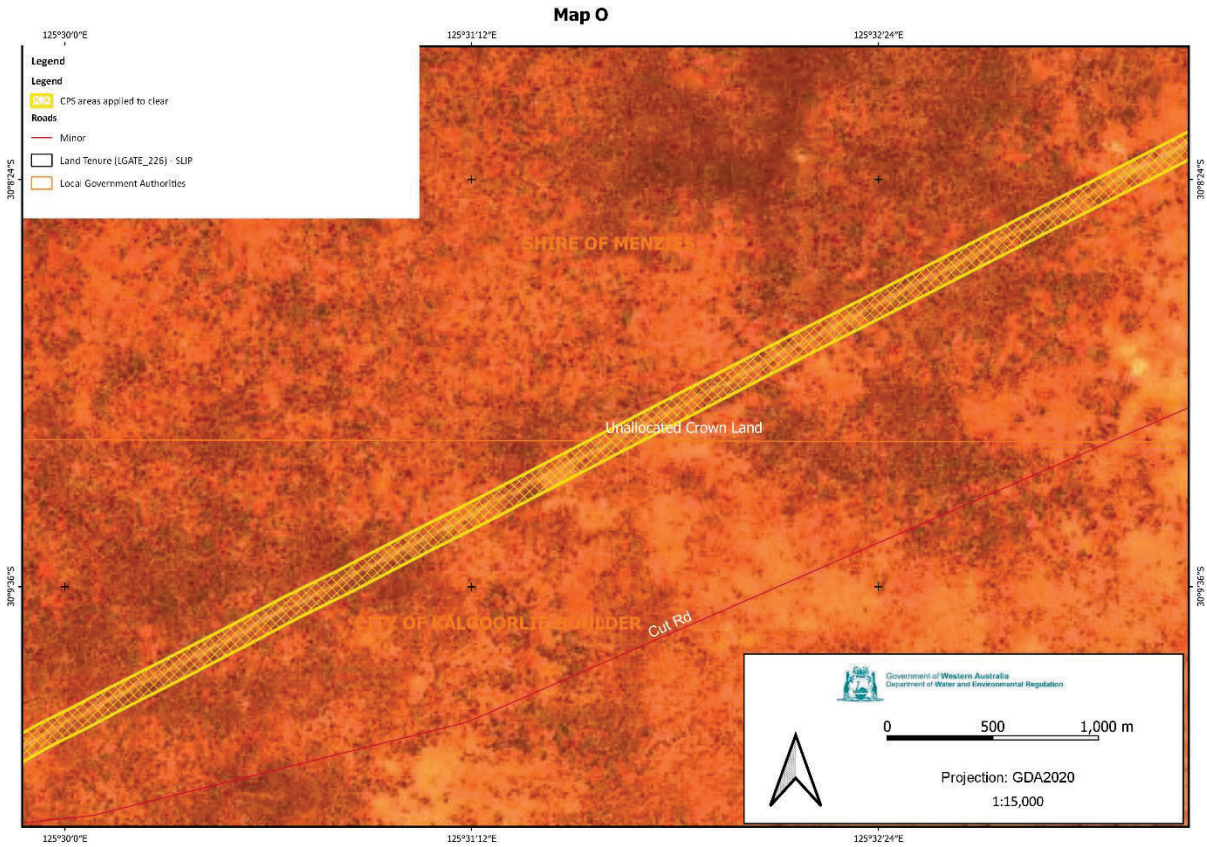 Map O
125°30'0"E
125°31'12"E
125°32'24"E
Legend
Legend
CPS areas applied to clear
Roads
Minor
Land Tenure (LGATE_226) - SLIP
Local Government Authorities
30°8'24"S
30°8'24"S
SHIRE OF MENZIES
Unallocated Crown Land
30°9'36"S
30°9'36"S
CITY OF KALGOORLIE-BOULDER
Cut Rd
Government of Western Australia
Department of Water and Environmental Regulation
0 500 1,000 m
Projection: GDA2020
1:15,000
125°30'0"E
125°31'12"E
125°32'24"E